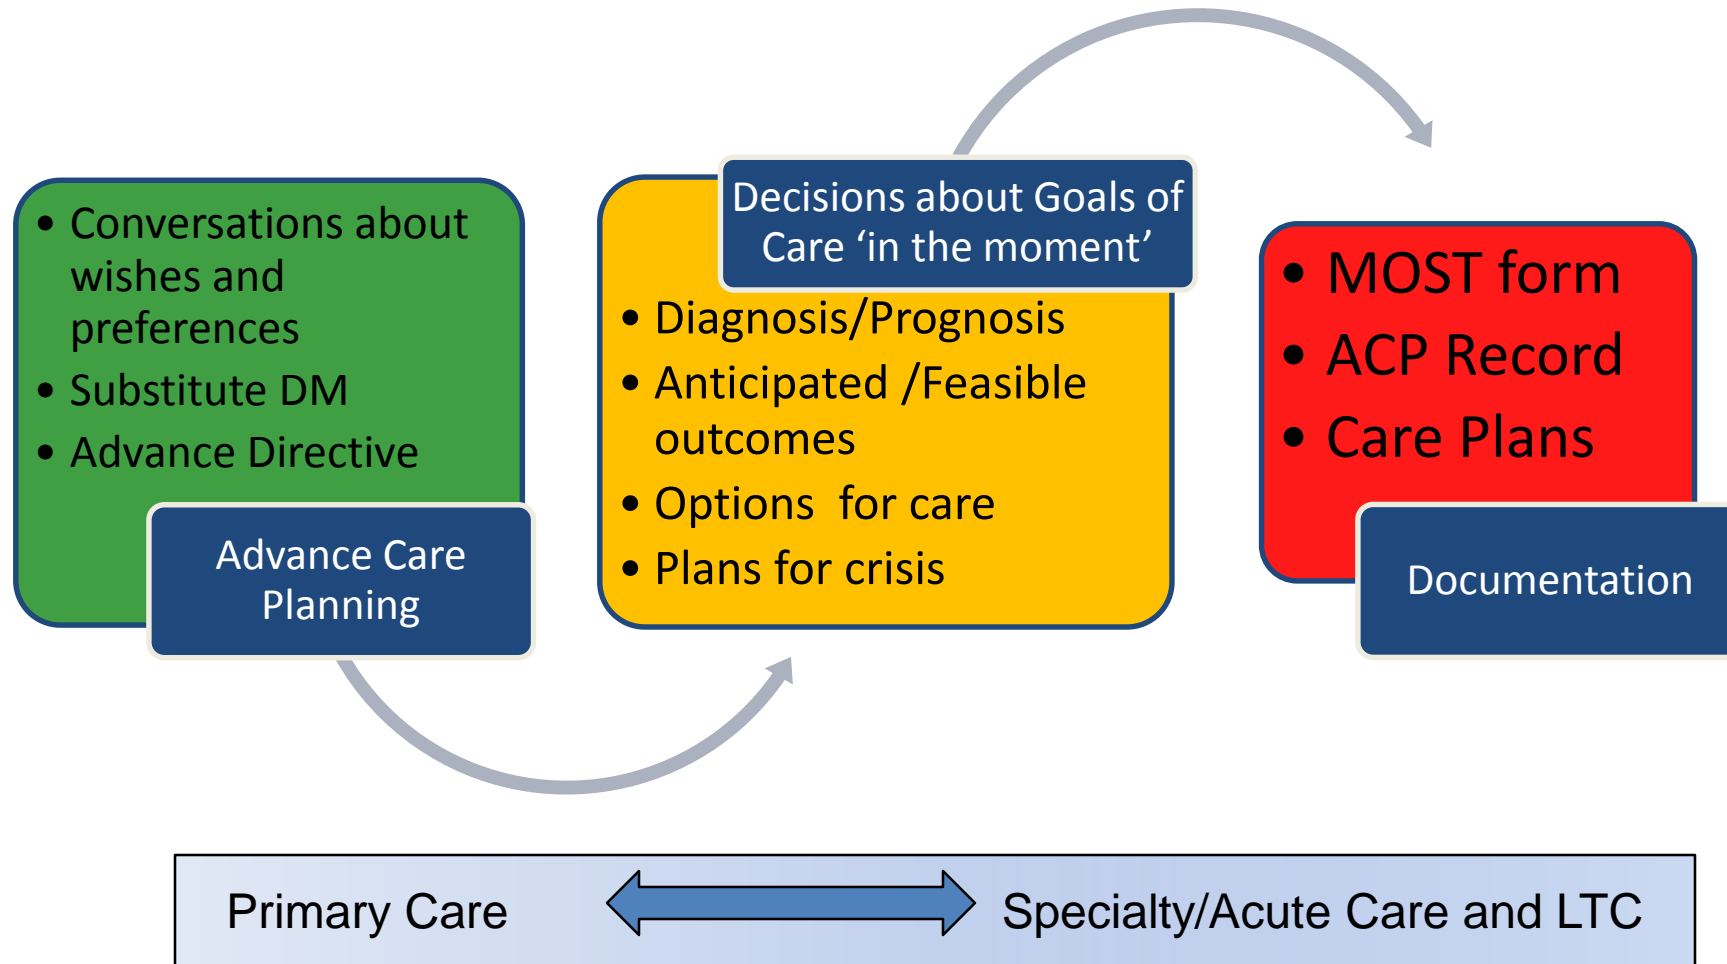 • Conversations about
wishes and
preferences
• Substitute DM
• Advance Directive
Advance Care
Planning
Decisions about Goals of
Care ‘in the moment’
• Diagnosis/Prognosis
• Anticipated /Feasible
outcomes
• Options  for care
• Plans for crisis
• MOST form
• ACP Record
• Care Plans
Documentation
Primary Care
Specialty/Acute Care and LTC